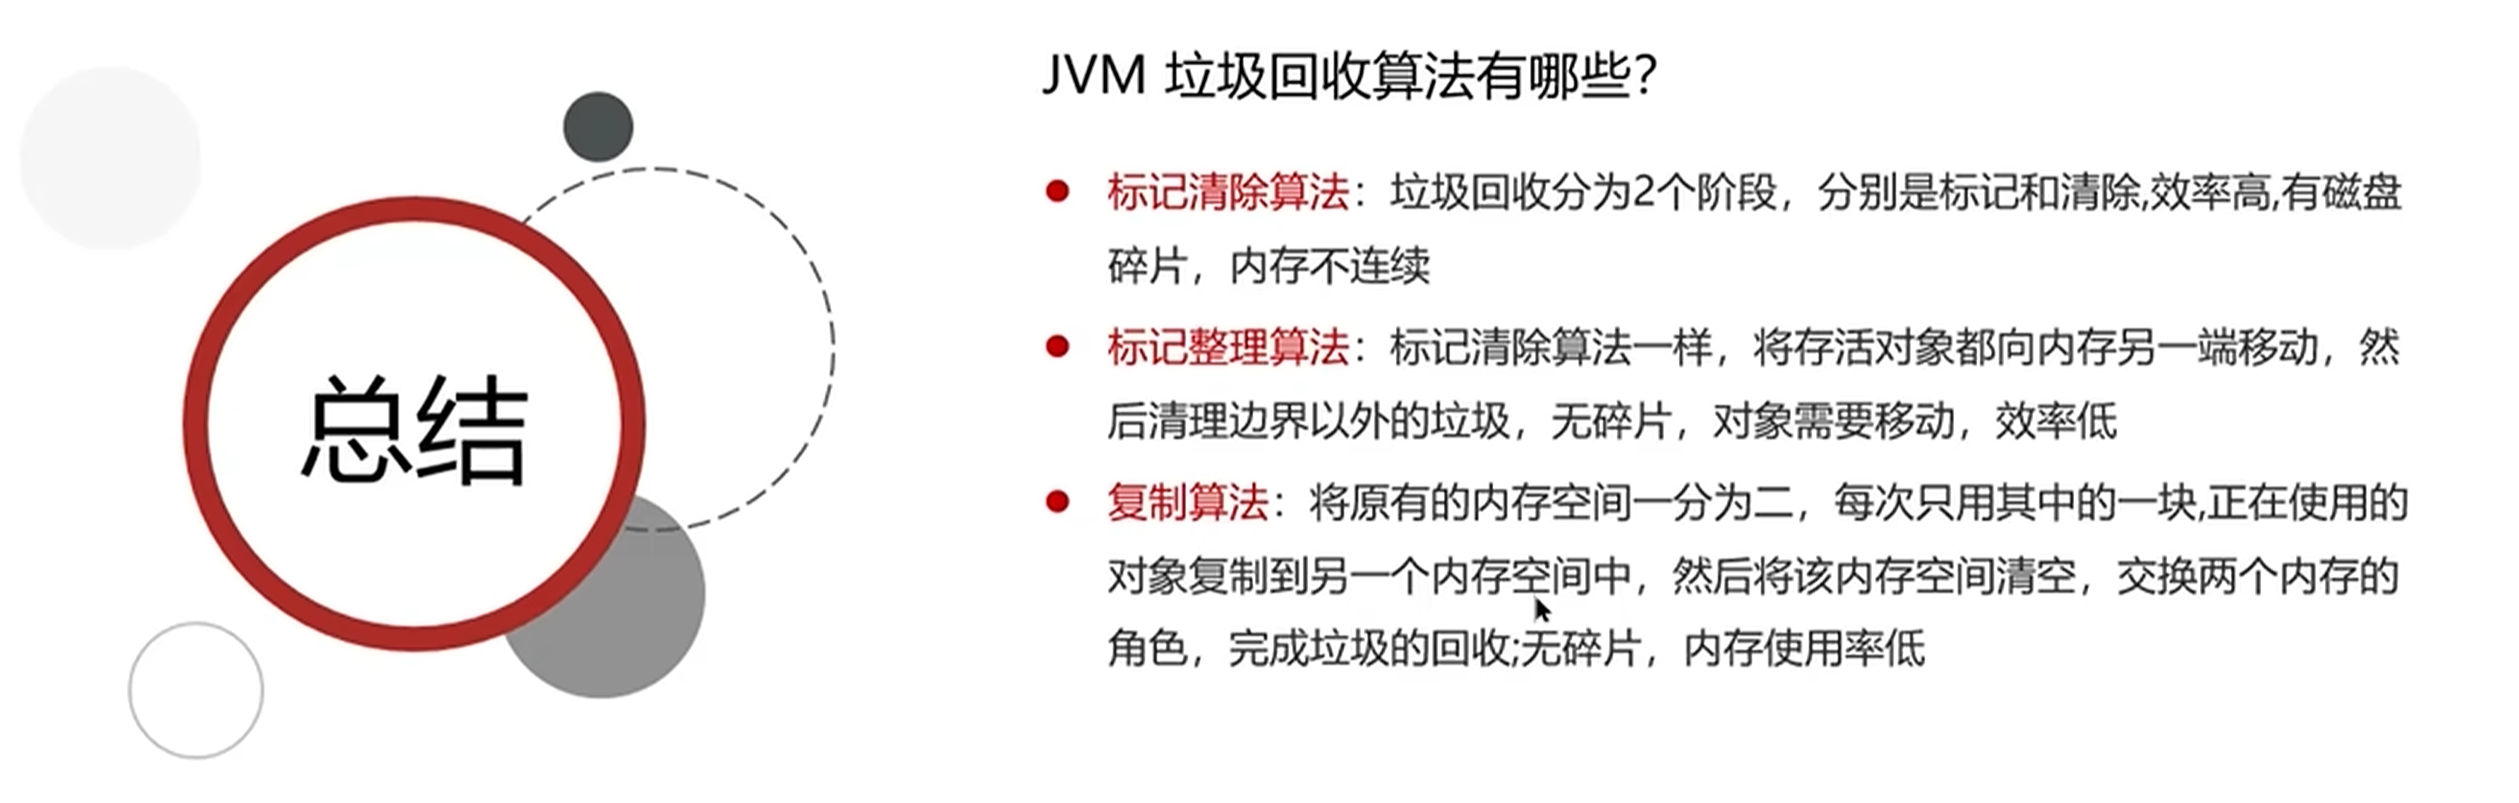 总结
JVM 垃圾回收算法有哪些？
标记清除算法：垃圾回收分为2个阶段，分别是标记和清除,效率高,有磁盘
碎片，内存不连续
标记整理算法：标记清除算法一样，将存活对象都向内存另一端移动，然
后清理边界以外的垃圾，无碎片，对象需要移动，效率低
复制算法：将原有的内存空间一分为二，每次只用其中的一块,正在使用的
对象复制到另一个内存空间中，然后将该内存空间清空，交换两个内存的
角色，完成垃圾的回收;无碎片，内存使用率低